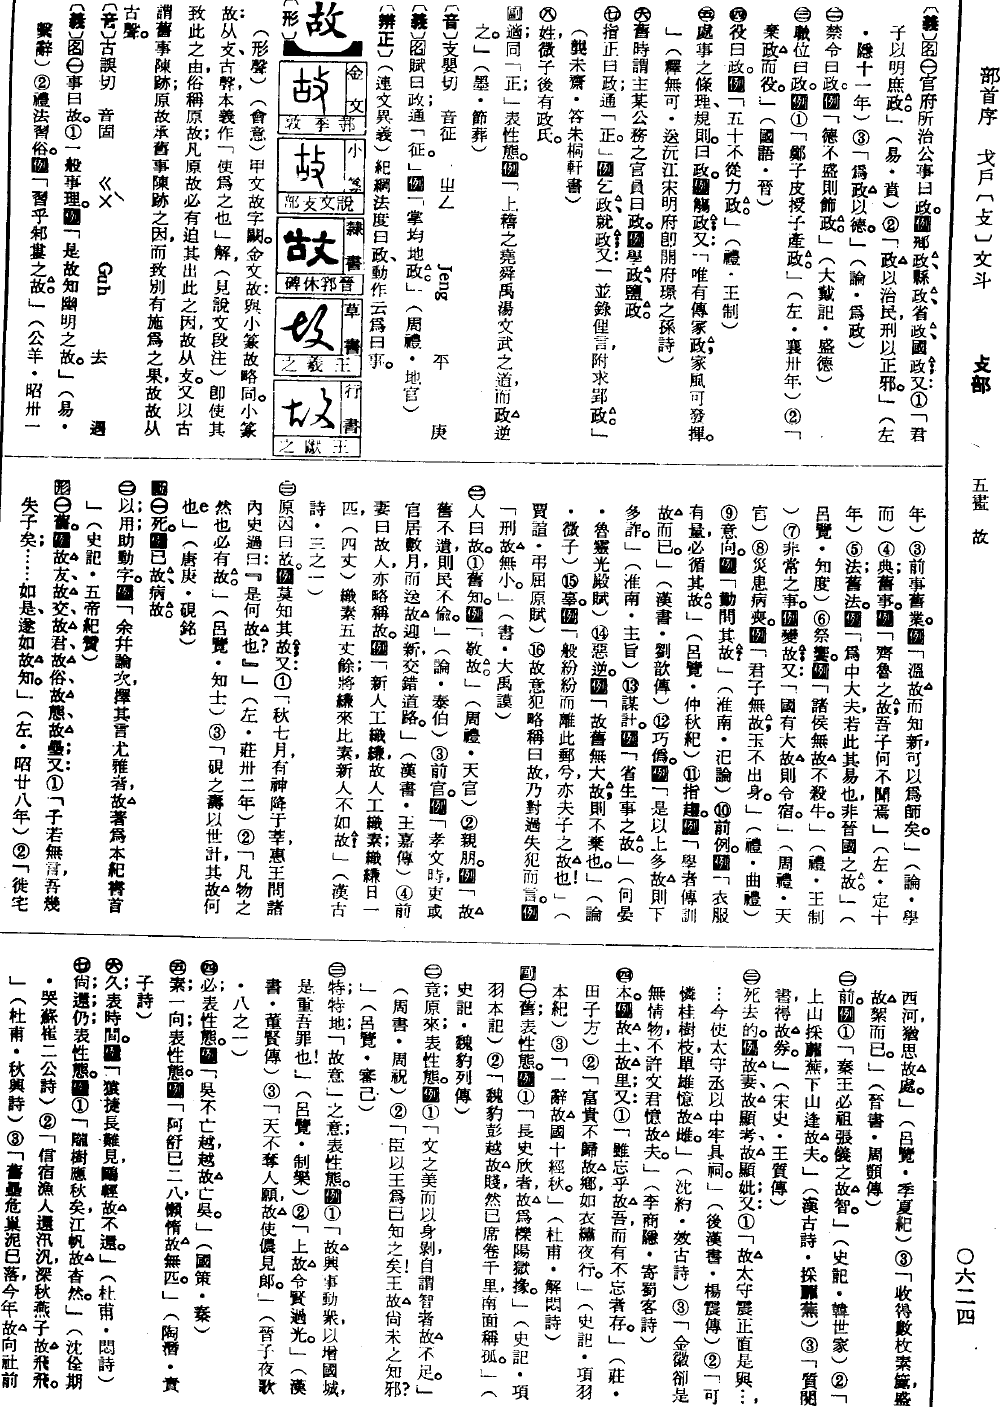 部首序　戈戶〔攴〕文斗　攴部　五畫　故　〇六二四
〔義〕㊀官府所治公事曰政。例鄉政、縣政、省政、國政；又①「君
子以明庶政」（易·賁）②「政以治民，刑以正邪。」（左
·隱十一年）③「爲政以德」（論·爲政）
㊁禁令曰政。例「德不盛則飾政。」（大戴記·盛德）
㊂職位曰政。例①「鄭子皮授子產政。」（左·襄卅年）②「
棄政而役。」（國語·晉）
㊃役曰政。例「五十不從力政。」（禮·王制）
㊄處事之條理、規則曰政。例觴政；又「唯有傳家政，家風可發揮。
」（釋無可·送沅江宋明府卽開府璟之孫詩）
㊅舊時謂主某公務之官員曰政。例學政、鹽政。
㊆指正曰政，通「正」。例乞政、就政；又「並錄俚言，附求郢政。」
（龔未齋·答朱桐軒書）
㊇姓，微子後有政氏。
適；同「正」；表性態。「上稽之堯舜禹湯文武之道而政逆
之。」（墨·節葬）
〔音〕支嬰切　音征　ㄓㄥ　Jeng　平　庚
〔義〕賦曰政；通「征」。例「掌均地政。」（周禮·地官）
〔辨正〕（連文異義）紀綱法度曰政，動作云爲曰事。
故
〔形〕
金文　郘季故
小篆　說文攴部
隸書　晉郛休碑
草書　王羲之
行書　王獻之
（形聲）（會意）甲文故字闕。金文故與小篆故略同。小篆
故从攴，古聲，本義作「使爲之也」解，（見說文段注）卽使其
致此之由，俗稱原故；凡原故必有迫其出此之因，故从攴。又以古
謂舊事陳跡，原故承舊事陳跡之因而致別有施爲之果，故故从
古聲。
〔音〕古誤切　音固　ㄍㄨˋ　Guh　去　遇
〔義〕㊀事曰故。①一般事理。例「是故知幽明之故。」（易·
繫辭）②禮法習俗。例「習乎邾婁之故。」（公羊·昭卅一
年）③前事舊業。例「溫故而知新，可以爲師矣。」（論·學
而）④典；舊事。例「齊魯之故，吾子何不聞焉」（左·定十
年）⑤法；舊法。例「爲中大夫若此其易也，非晉國之故。」（
呂覽·知度）⑥祭饗。例「諸侯無故不殺牛。」（禮·王制
）⑦非常之事。例變故；又「國有大故則令宿。」（周禮·天
官）⑧災患病喪。例「君子無故，玉不出身。」（禮·曲禮）
⑨意向。例「勤問其故。」（淮南·氾論）⑩前例。例「衣服
有量，必循其故。」（呂覽·仲秋紀）⑪指趨。例「學者傳訓
故而已。」（漢書·劉歆傳）⑫巧僞。例「是以上多故則下
多詐。」（淮南·主旨）⑬謀計。例「省生事之故。」（何晏
·魯靈光殿賦）⑭惡逆。例「故舊無大故，則不棄也。」（論
·微子）⑮辜。例「般紛紛而離此郵兮，亦夫子之故也！」（
賈誼·弔屈原賦）⑯故意犯略稱曰故，乃對過失犯而言。例
「刑故無小。」（書·大禹謨）
㊁人曰故。①舊知。例「敬故。」（周禮·天官）②親朋。例「故
舊不遺，則民不偷。」（論·泰伯）③前官。例「孝文時，吏或
官居數月而退，送故迎新，交錯道路。」（漢書·王嘉傳）④前
妻曰故人，亦略稱故。例「新人工織縑，故人工織素，織縑日一
匹，（四丈）織素五丈餘，將縑來比素，新人不如故」（漢古
詩·三之一）
㊂原因曰故。例莫知其故；又①「秋七月，有神降于莘，惠王問諸
內史過曰：『是何故也？』」（左·莊卅二年）②「凡物之
然也，必有故。」（呂覽·知士）③「硯之壽以世計，其故何
也」（唐庚·硯銘）
㊀死。例已故、病故。
㊁以；用；助動字。例「余幷論次，擇其言尤雅者，故著爲本紀書首
」（史記·五帝紀贊）
㊀舊。例故友、故交、故君、故俗、故態、故壘；又①「子若無言，吾幾
失子矣……如是，遂如故知。」（左·昭廿八年）②「徙宅
西河，猶思故處。」（呂覽·季夏紀）③「收得數枚素簏，盛
故絮而已。」（晉書·周顗傳）
㊁前。例①「秦王必祖張儀之故智。」（史記·韓世家）②「
上山採蘼蕪，下山逢故夫。」（漢古詩·採蘼蕪）③「質閱
書得故券。」（宋史·王質傳）
㊂死去的。例故妻、故顯考、故顯妣；又①「故太守震正直是與，…
…今使太守丞以中牢具祠。」（後漢書·楊震傳）②「可
憐桂樹枝，單雄憶故雌。」（沈約·效古詩）③「金徽卻是
無情物，不許文君憶故夫。」（李商隱·寄蜀客詩）
㊃本。例故土、故里；又①「雖忘乎故吾，而有不忘者存。」（莊·
田子方）②「富貴不歸故鄉，如衣繡夜行。」（史記·項羽
本紀）③「一辭故國十經秋。」（杜甫·解悶詩）
㊀舊；表性態。例①「長史欣者，故爲櫟陽獄掾。」（史記·項
羽本記）②「魏豹彭越故賤，然已席卷千里，南面稱孤。」（
史記·魏豹列傳）
㊁竟；原來；表性態。例①「文之美而以身剝，自謂智者故不足。」
（周書·周祝）②「臣以王爲已知之矣，王故尚未之知邪？
」（呂覽·審己）
㊂特；特地；「故意」之意；表性態。例①「故興事動衆以增國城，
是重吾罪也！」（呂覽·制樂）②「上故令賢過光。」（漢
書·董賢傳）③「天不奪人願，故使儂見郎。」（晉子夜歌
·八之一）
㊃必；表性態。例「吳不亡越，越故亡吳。」（國策·秦）
㊄素；一向；表性態。例「阿舒已二八，懶惰故無匹。」（陶潛·責
子詩）
㊅久；表時間。例「猿捷長難見，鷗輕故不還。」（杜甫·悶詩）
㊆尙；還；仍；表性態。例①「隴樹應秋矣，江帆故杳然。」（沈佺期
·哭蘇崔二公詩）②「信宿漁人還汎汎，深秋燕子故飛飛。
」（杜甫·秋興詩）③「舊壘危巢泥已落，今年故向社前